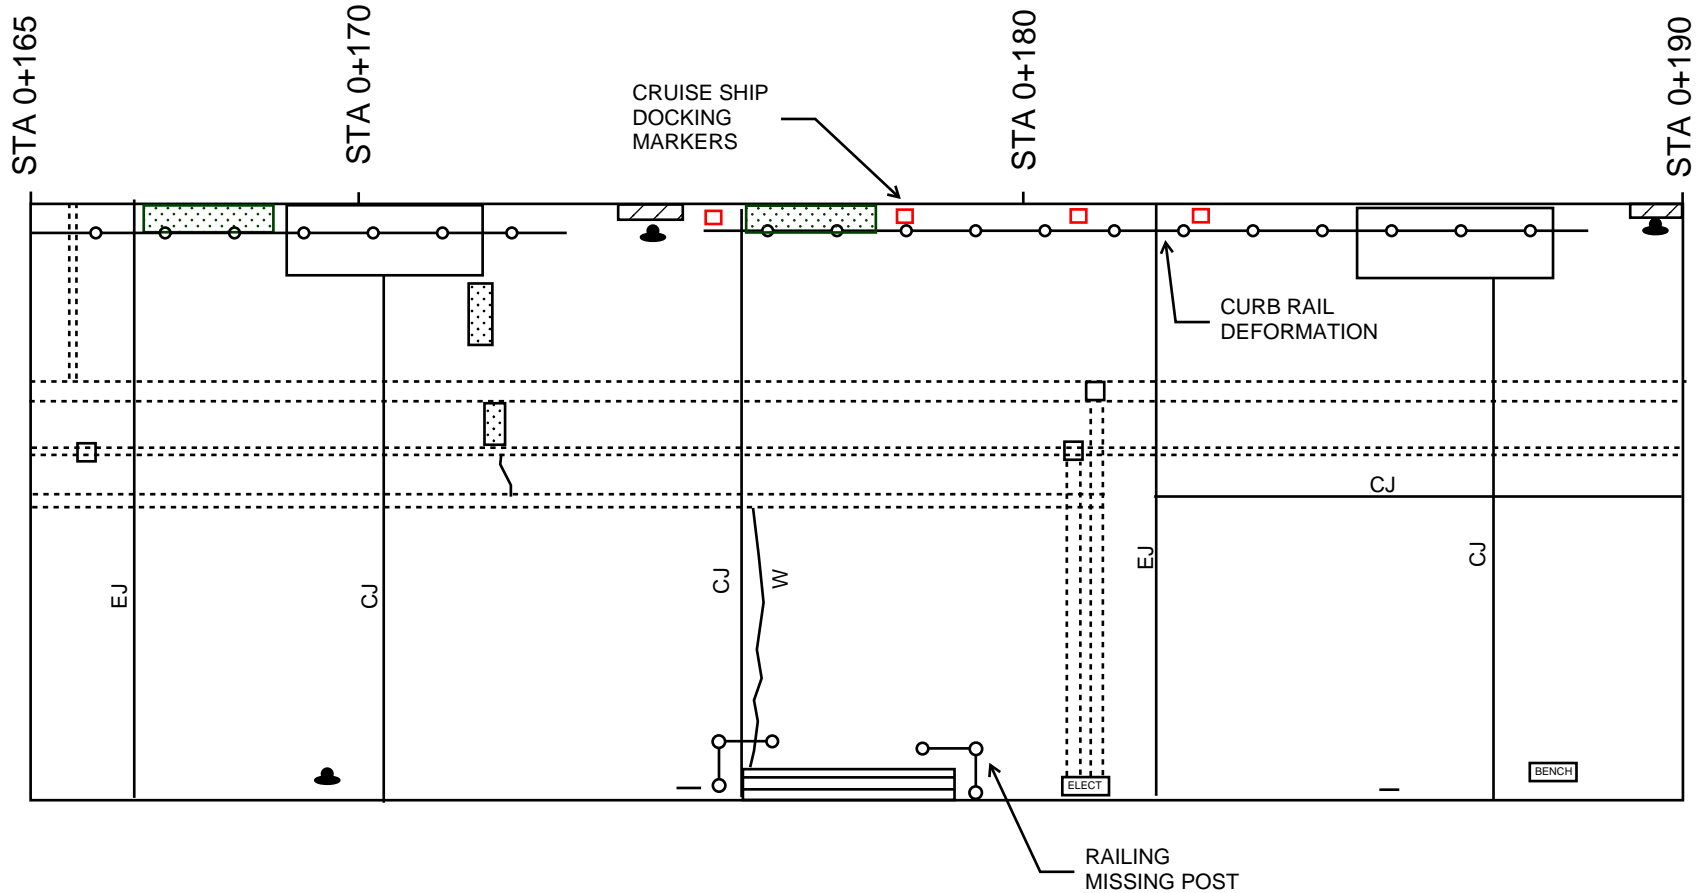 STA 0+165
STA 0+170
STA 0+180
STA 0+190
CRUISE SHIP
DOCKING
MARKERS
CURB RAIL
DEFORMATION
CJ
EJ
CJ
CJ
W
EJ
CJ
ELECT
BENCH
RAILING
MISSING POST